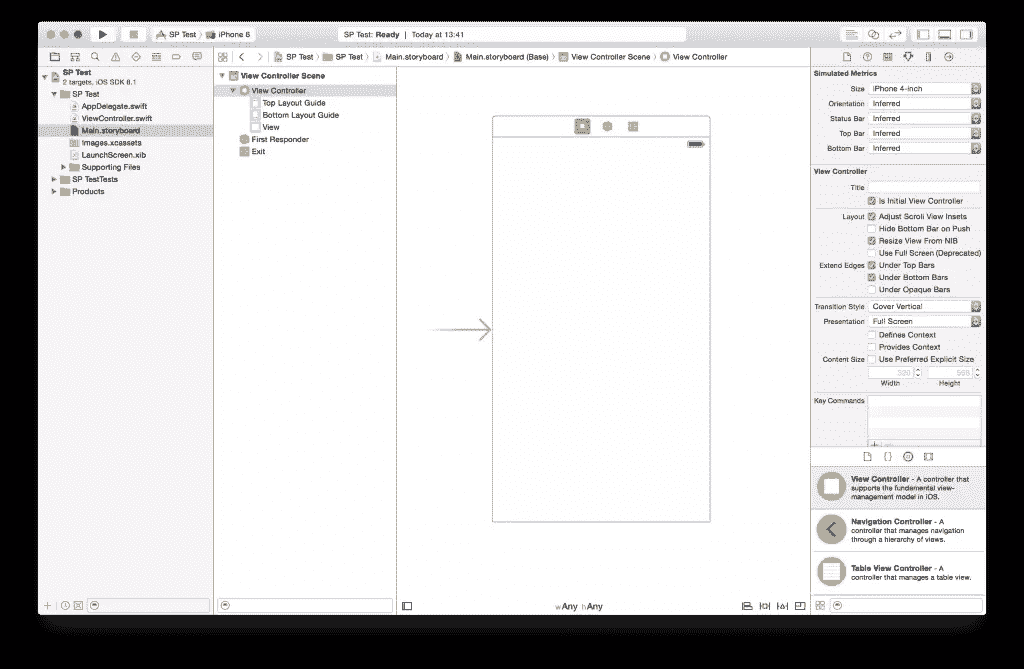 SP Test
iPhone 6
SP Test: Ready | Today at 13:41
SP Test
SP Test
Main.storyboard
Main.storyboard (Base)
View Controller Scene
View Controller
SP Test
2 targets, iOS SDK 8.1
SP Test
AppDelegate.swift
ViewController.swift
Main.storyboard
Images.xcassets
LaunchScreen.xib
Supporting Files
SP TestTests
Products
View Controller Scene
View Controller
Top Layout Guide
Bottom Layout Guide
View
First Responder
Exit
wAny hAny
Simulated Metrics
Size iPhone 4-inch
Orientation Inferred
Status Bar Inferred
Top Bar Inferred
Bottom Bar Inferred
View Controller
Title
Is Initial View Controller
Layout Adjust Scroll View Insets
Hide Bottom Bar on Push
Resize View From NIB
Use Full Screen (Deprecated)
Extend Edges Under Top Bars
Under Bottom Bars
Under Opaque Bars
Transition Style Cover Vertical
Presentation Full Screen
Defines Context
Provides Context
Content Size Use Preferred Explicit Size
320
Width Height
Key Commands
View Controller - A controller that
supports the fundamental view-
management model in iOS.
Navigation Controller - A
controller that manages navigation
through a hierarchy of views.
Table View Controller - A
controller that manages a table view.